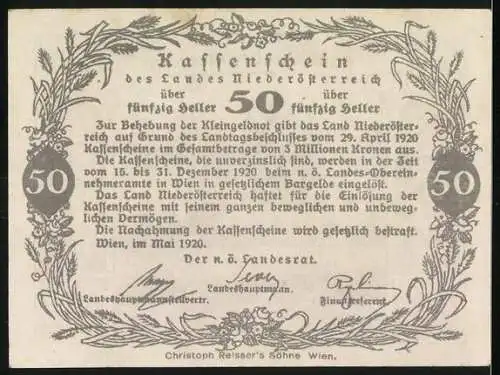 Kassenschein
des Landes Niederösterreich
über 50 über
fünfzig Heller fünfzig Heller
Zur Behebung der Kleingeldnot gibt das Land Niederöster-
reich auf Grund des Landtagsbeschlusses vom 29. April 1920
Kassenscheine im Gesamtbetrage von 3 Millionen Kronen aus.
Die Kassenscheine, die unverzinslich sind, werden in der Zeit
vom 15. bis 31. Dezember 1920 beim n. ö. Landes-Oberein-
nehmeramte in Wien in gesetzlichem Bargelde eingelöst.
Das Land Niederösterreich haftet für die Einlösung der
Kassenscheine mit seinem ganzen beweglichen und unbeweg-
lichen Vermögen.
Die Nachahmung der Kassenscheine wird gesetzlich bestraft.
Wien, im Mai 1920.
50 50
Der n. ö. Landesrat.
Landeshauptmannstellvertr. Landeshauptmann. Finanzreferent.
Christoph Reisser's Söhne Wien.